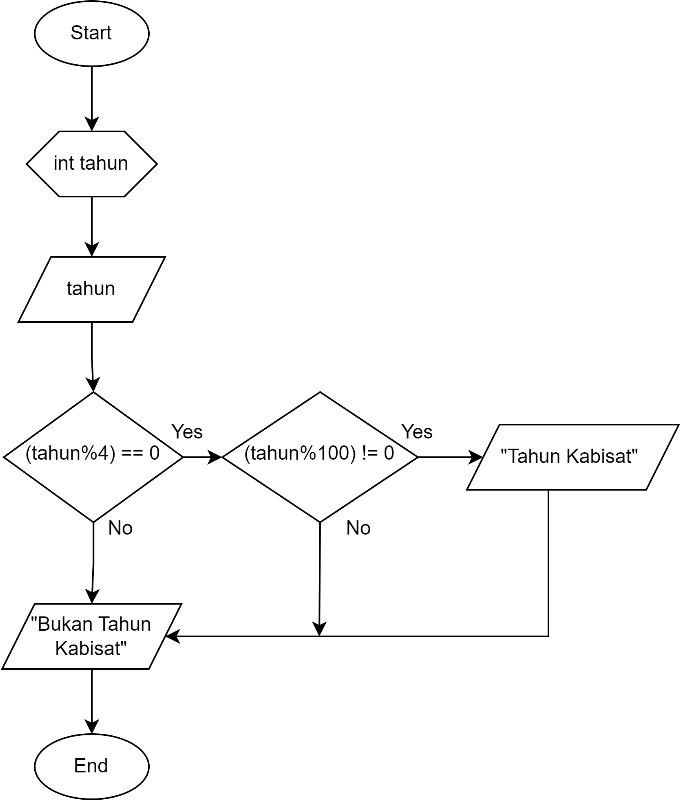 Start
int tahun
tahun
(tahun%4) == 0
Yes
(tahun%100) != 0
Yes
"Tahun Kabisat"
No
No
"Bukan Tahun
Kabisat"
End